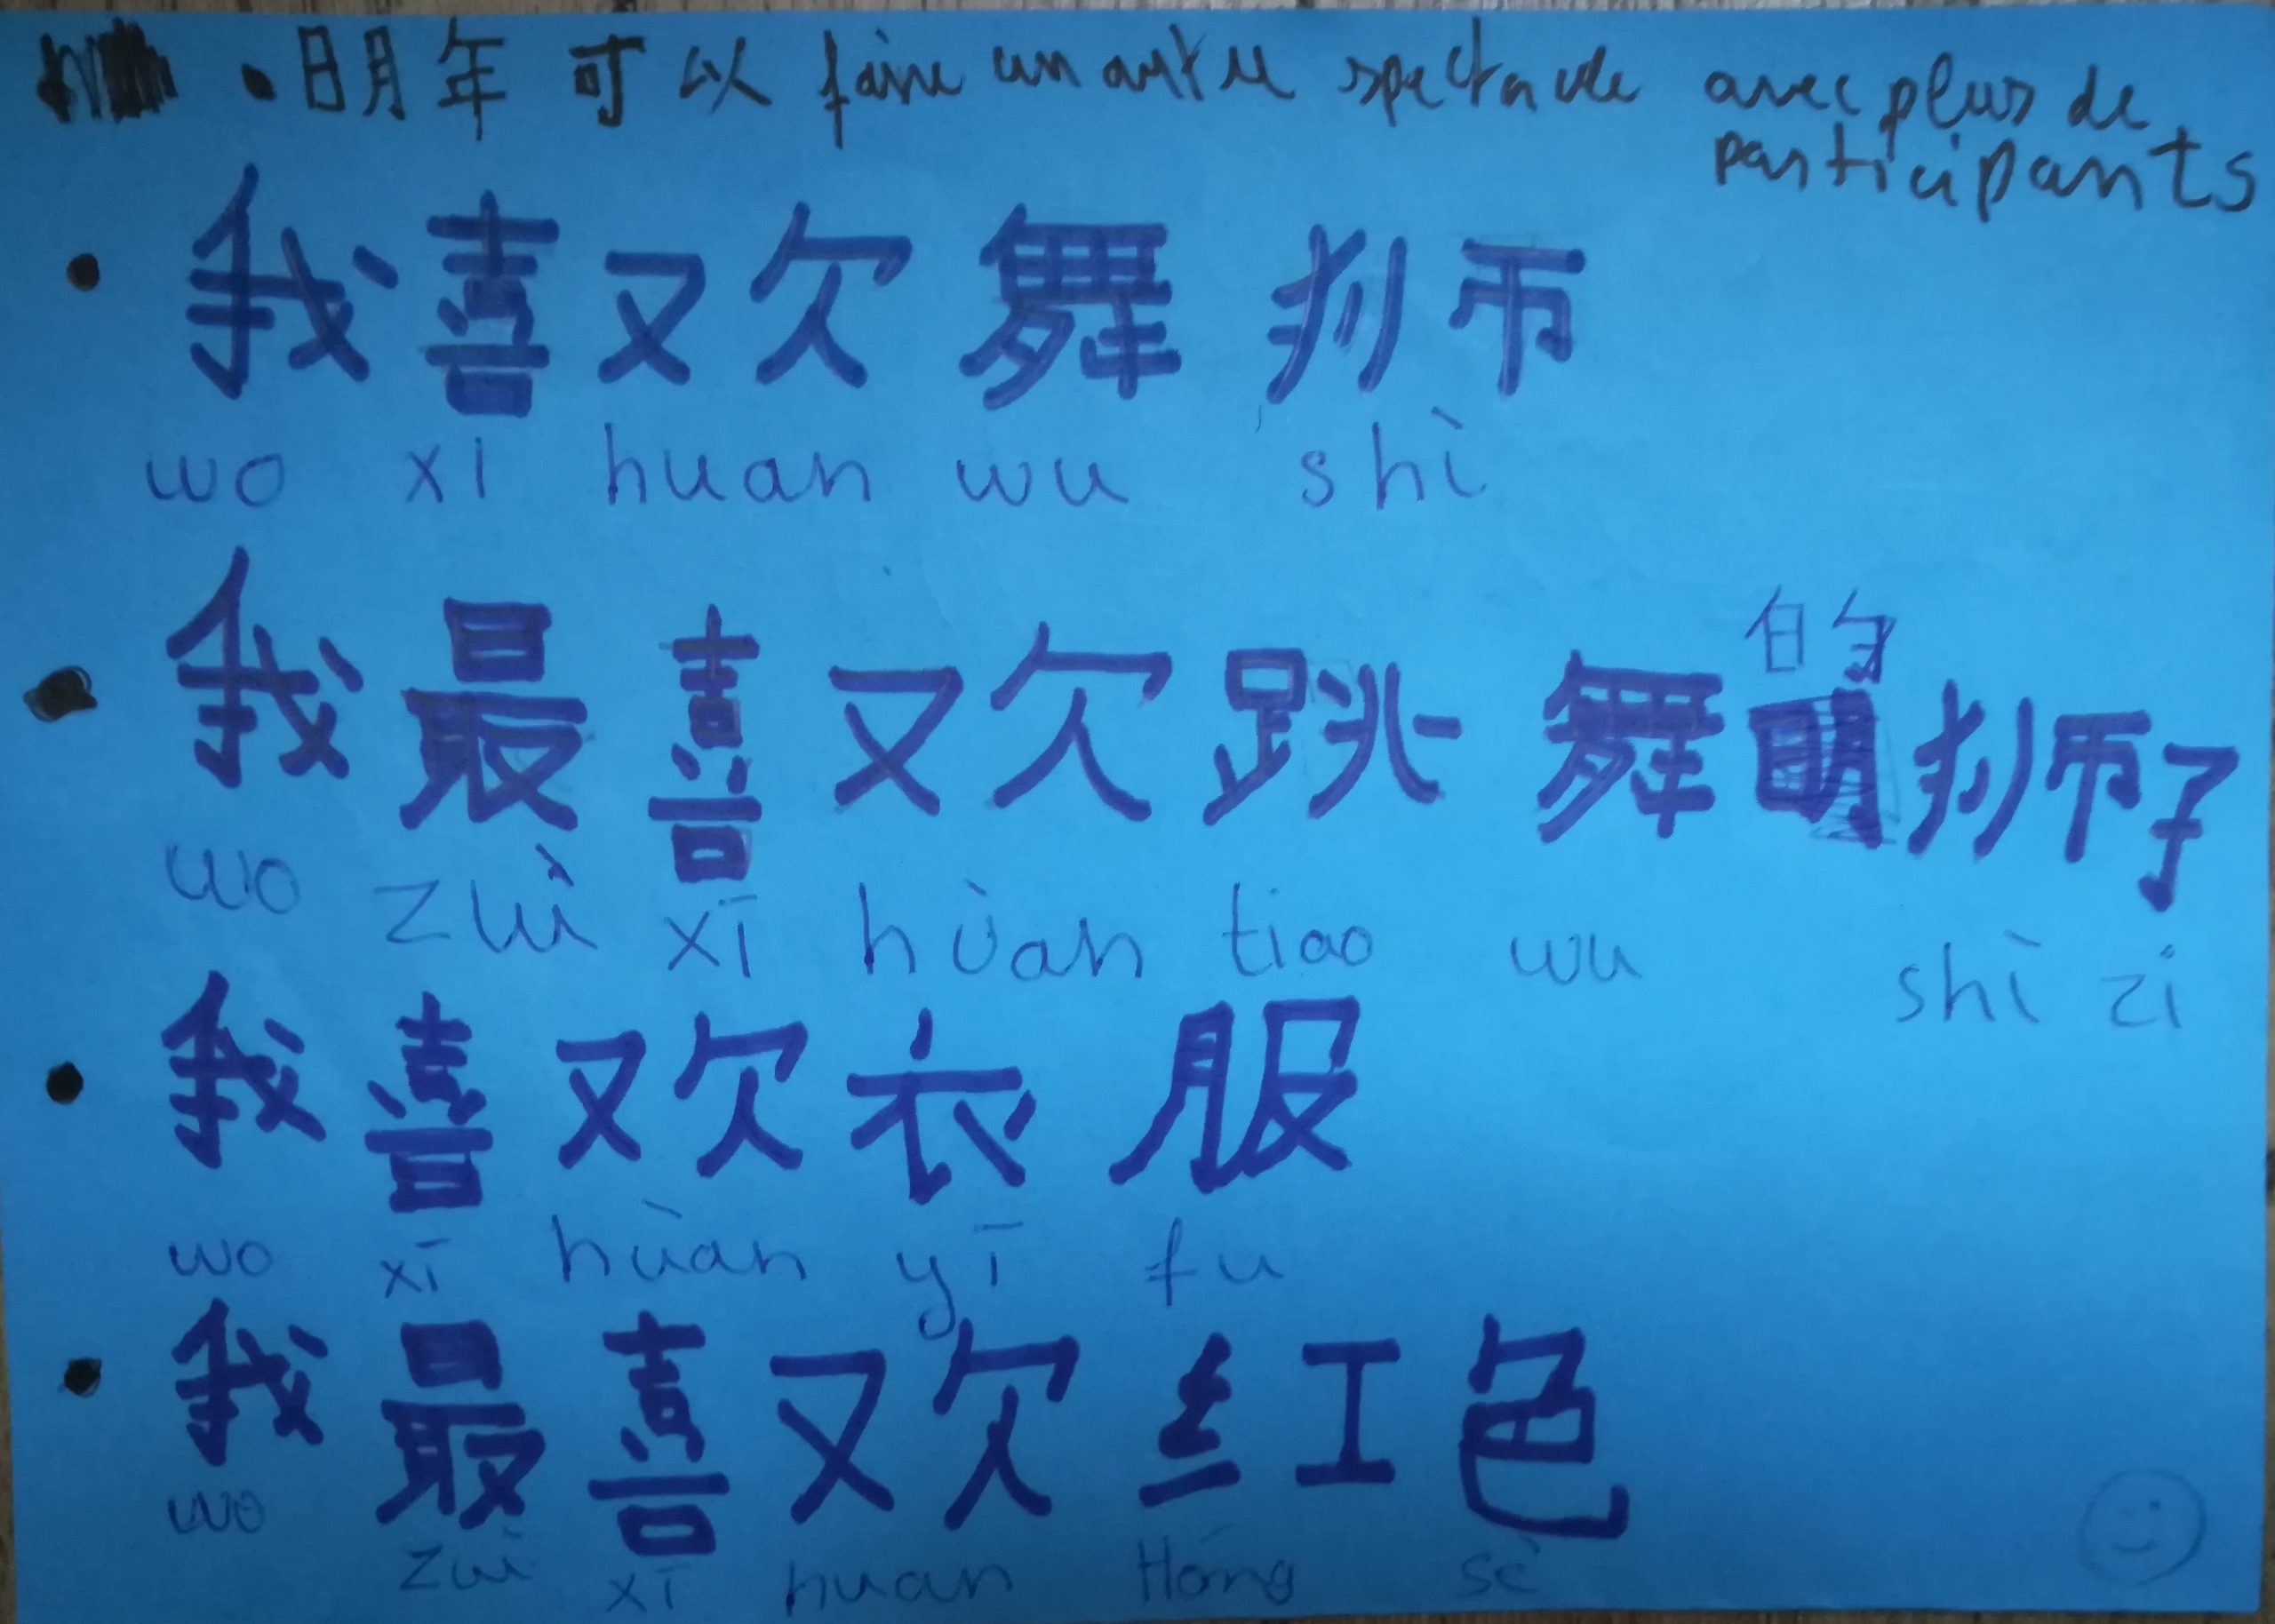 • 明年可以 faire un autre spectacle avec plus de
participants
• 我喜欢舞狮
wo xi huan wu shì
的
• 我最喜欢跳舞狮子
wo zuì xī hùan tiao wu shì zi
• 我喜欢衣服
wo xī hùan yī fu
• 我最喜欢红色
wo zuì xī huan Hóng sè